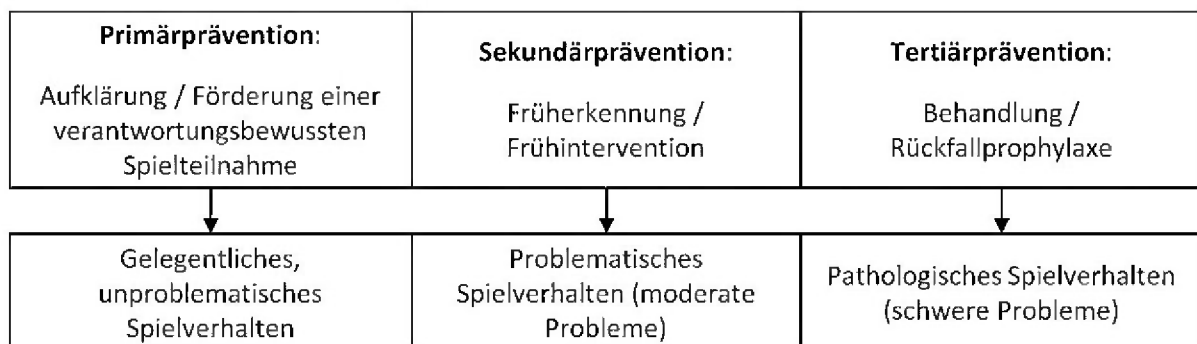 Primärprävention:
Aufklärung / Förderung einer
verantwortungsbewussten
Spielteilnahme
Sekundärprävention:
Früherkennung /
Frühintervention
Tertiärprävention:
Behandlung /
Rückfallprophylaxe
Gelegentliches,
unproblematisches
Spielverhalten
Problematisches
Spielverhalten (moderate
Probleme)
Pathologisches Spielverhalten
(schwere Probleme)